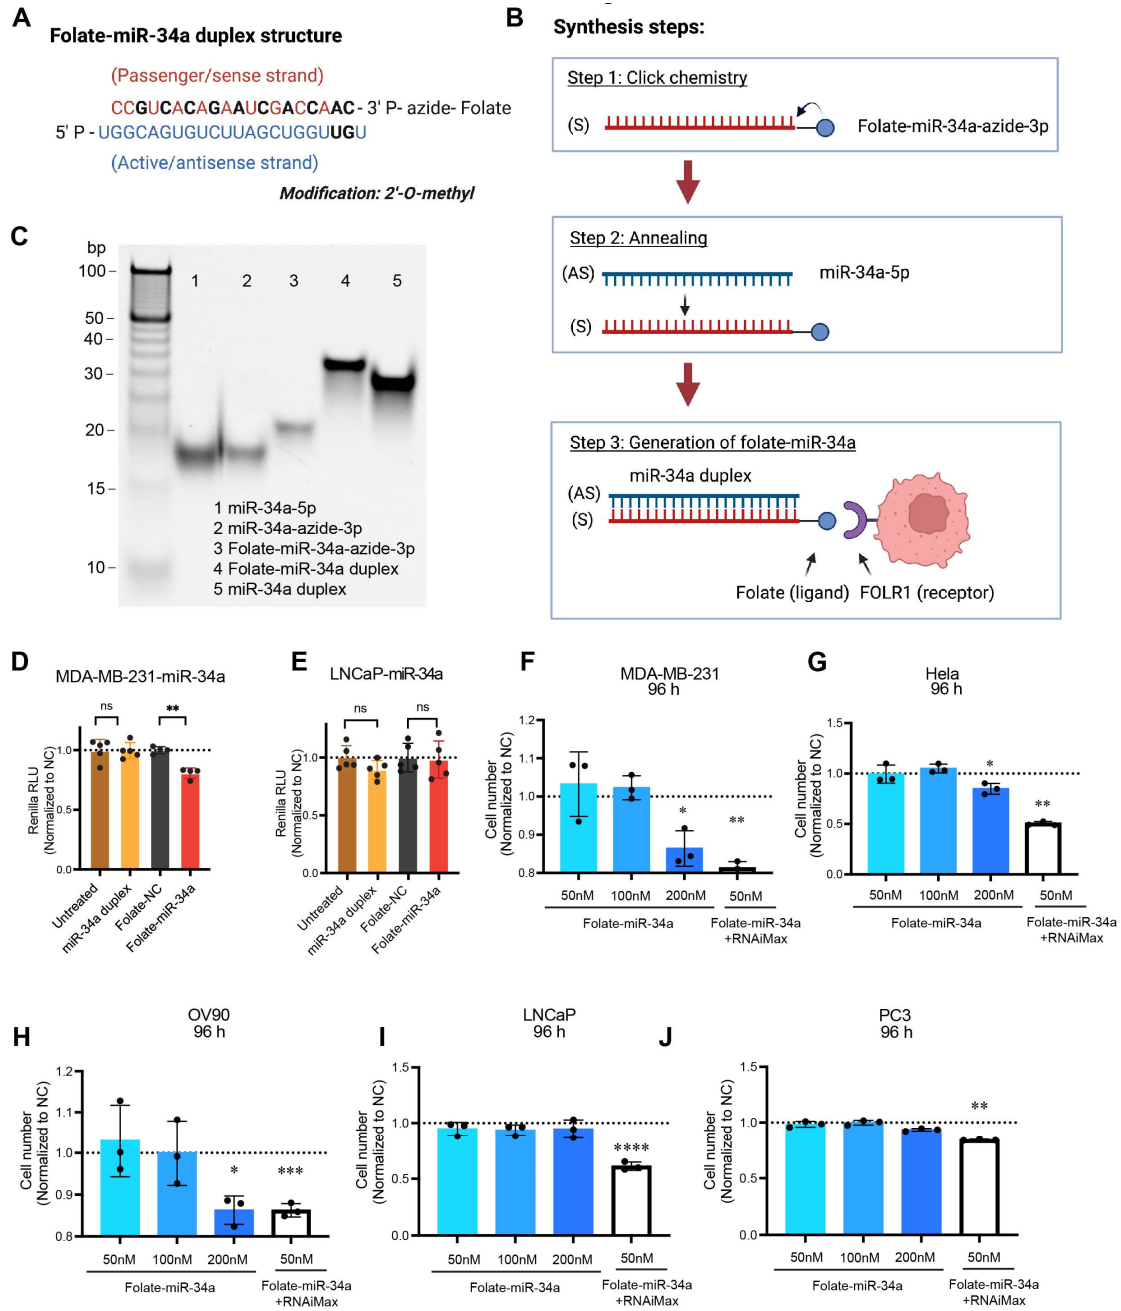 A
Folate-miR-34a duplex structure
(Passenger/sense strand)
CCGUCACAGAAUCGACCAAC - 3' P- azide- Folate
5' P - UGGCAGUGUCUUAGCUGGUUGU
(Active/antisense strand)
Modification: 2'-O-methyl
B
Synthesis steps:
Step 1: Click chemistry
(S)
Folate-miR-34a-azide-3p
Step 2: Annealing
(AS)
miR-34a-5p
(S)
Step 3: Generation of folate-miR-34a
miR-34a duplex
(AS)
(S)
Folate (ligand) FOLR1 (receptor)
C
bp
100
50
40
30
20
15
10
1 2 3 4 5
1 miR-34a-5p
2 miR-34a-azide-3p
3 Folate-miR-34a-azide-3p
4 Folate-miR-34a duplex
5 miR-34a duplex
D
MDA-MB-231-miR-34a
ns
**
Renilla RLU
(Normalized to NC)
1.0
0.5
0.0
Untreated
miR-34a duplex
Folate-NC
Folate-miR-34a
E
LNCaP-miR-34a
ns
ns
Renilla RLU
(Normalized to NC)
1.0
0.5
0.0
Untreated
miR-34a duplex
Folate-NC
Folate-miR-34a
F
MDA-MB-231
96 h
Cell number
(Normalized to NC)
1.2
1.1
1.0
0.9
0.8
*
**
50nM 100nM 200nM 50nM
Folate-miR-34a
Folate-miR-34a
+RNAiMax
G
Hela
96 h
Cell number
(Normalized to NC)
1.5
1.0
0.5
0.0
*
**
50nM 100nM 200nM 50nM
Folate-miR-34a
Folate-miR-34a
+RNAiMax
H
OV90
96 h
Cell number
(Normalized to NC)
1.2
1.1
1.0
0.9
0.8
*
***
50nM 100nM 200nM 50nM
Folate-miR-34a
Folate-miR-34a
+RNAiMax
I
LNCaP
96 h
Cell number
(Normalized to NC)
1.5
1.0
0.5
0.0
****
50nM 100nM 200nM 50nM
Folate-miR-34a
Folate-miR-34a
+RNAiMax
J
PC3
96 h
Cell number
(Normalized to NC)
1.5
1.0
0.5
0.0
**
50nM 100nM 200nM 50nM
Folate-miR-34a
Folate-miR-34a
+RNAiMax